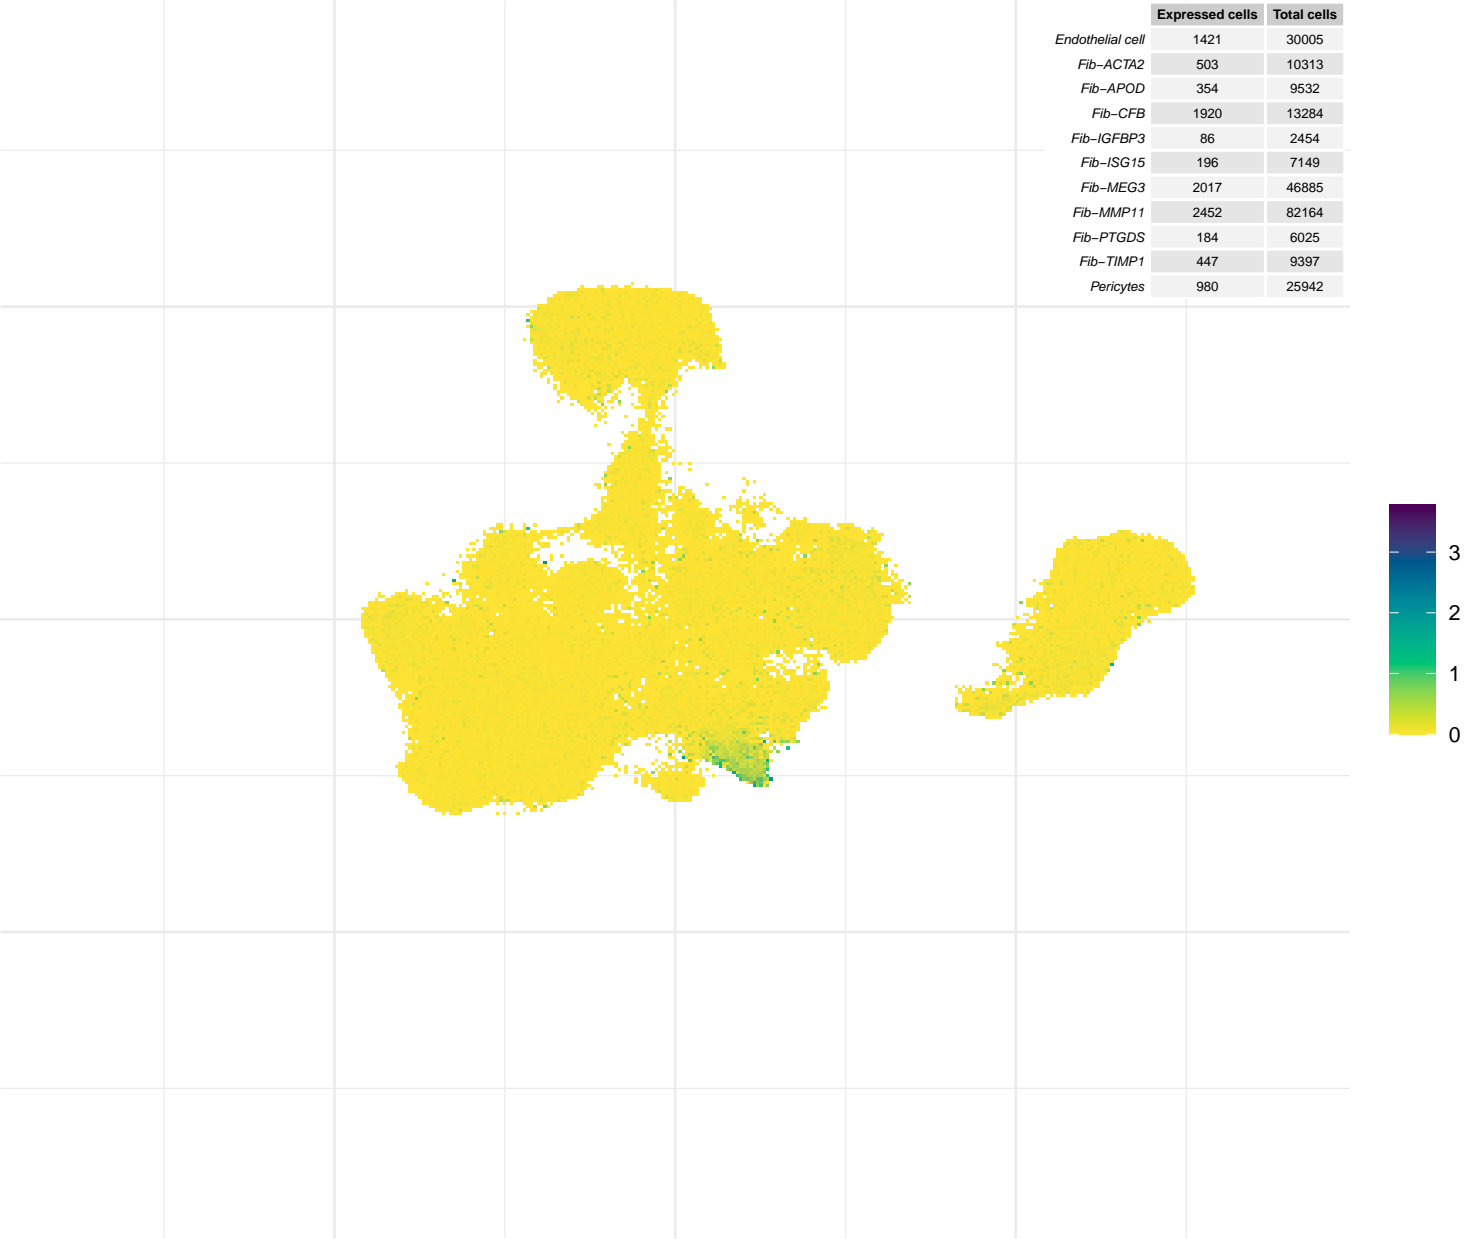 Expressed cells Total cells
Endothelial cell 1421 30005
Fib−ACTA2 503 10313
Fib−APOD 354 9532
Fib−CFB 1920 13284
Fib−IGFBP3 86 2454
Fib−ISG15 196 7149
Fib−MEG3 2017 46885
Fib−MMP11 2452 82164
Fib−PTGDS 184 6025
Fib−TIMP1 447 9397
Pericytes 980 25942
3
2
1
0